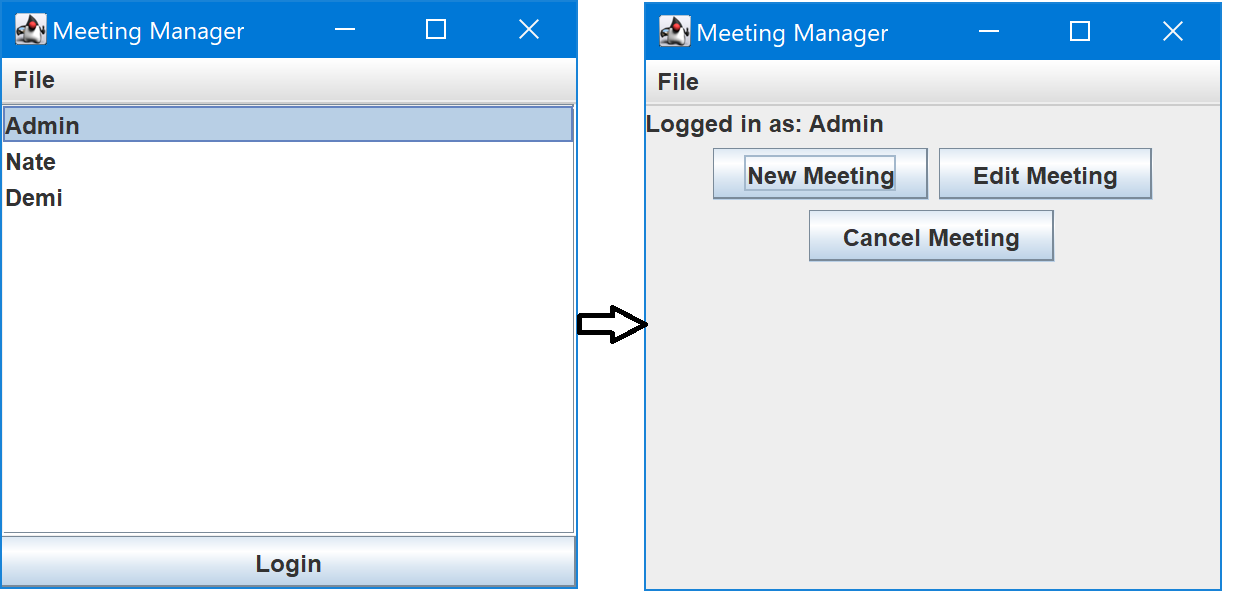 Meeting Manager
File
Admin
Nate
Demi
Login
Meeting Manager
File
Logged in as: Admin
New Meeting Edit Meeting
Cancel Meeting